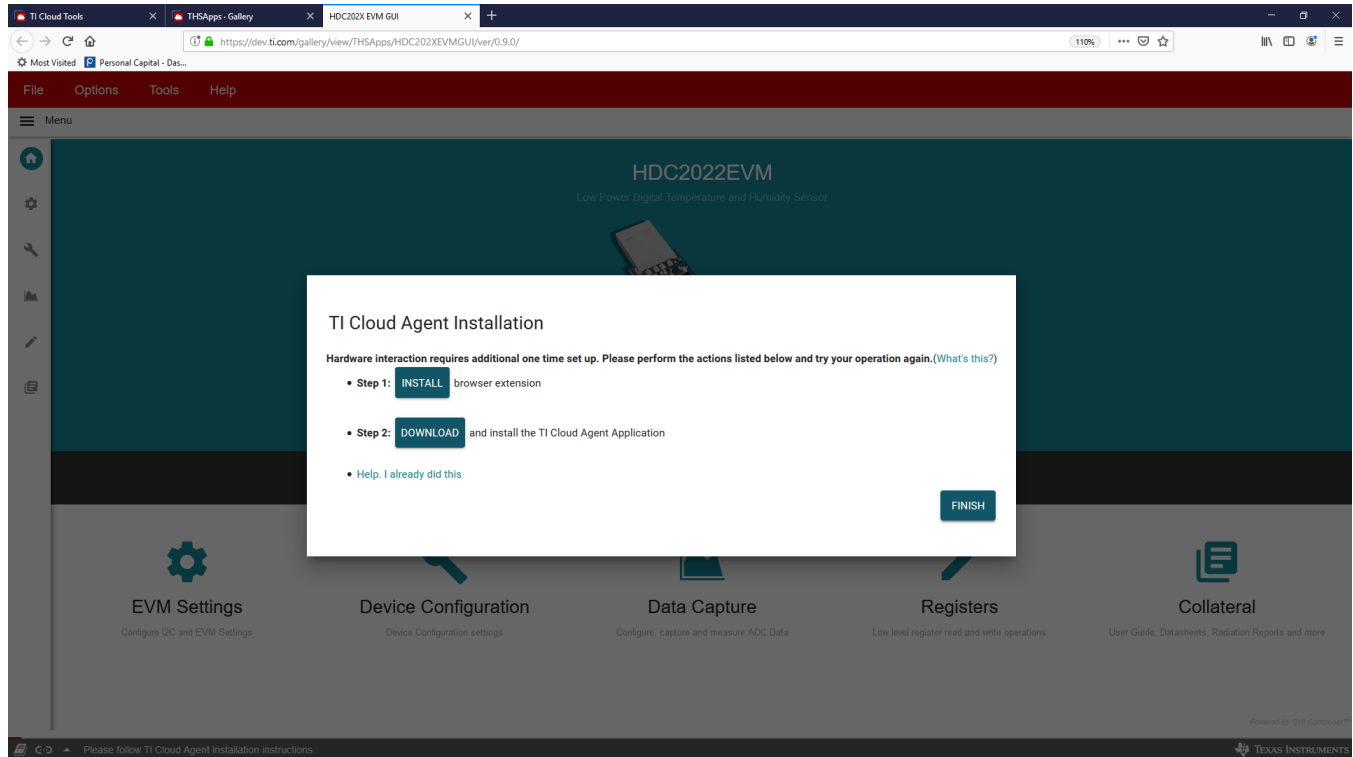 TI Cloud Tools
THSApps - Gallery
HDC202X EVM GUI
https://dev.ti.com/gallery/view/THSApps/HDC202XEVMGUI/ver/0.9.0/
110%
Most Visited
Personal Capital - Das...
File Options Tools Help
Menu
HDC2022EVM
Low Power Digital Temperature and Humidity Sensor
TI Cloud Agent Installation
Hardware interaction requires additional one time set up. Please perform the actions listed below and try your operation again.(What's this?)
• Step 1: INSTALL browser extension
• Step 2: DOWNLOAD and install the TI Cloud Agent Application
• Help. I already did this
FINISH
EVM Settings
Configure I2C and EVM Settings
Device Configuration
Device Configuration settings
Data Capture
Configure, capture and measure ADC Data
Registers
Low level register read and write operations
Collateral
User Guide, Datasheets, Radiation Reports and more
Powered By GUI Composer™
Please follow TI Cloud Agent Installation instructions
TEXAS INSTRUMENTS